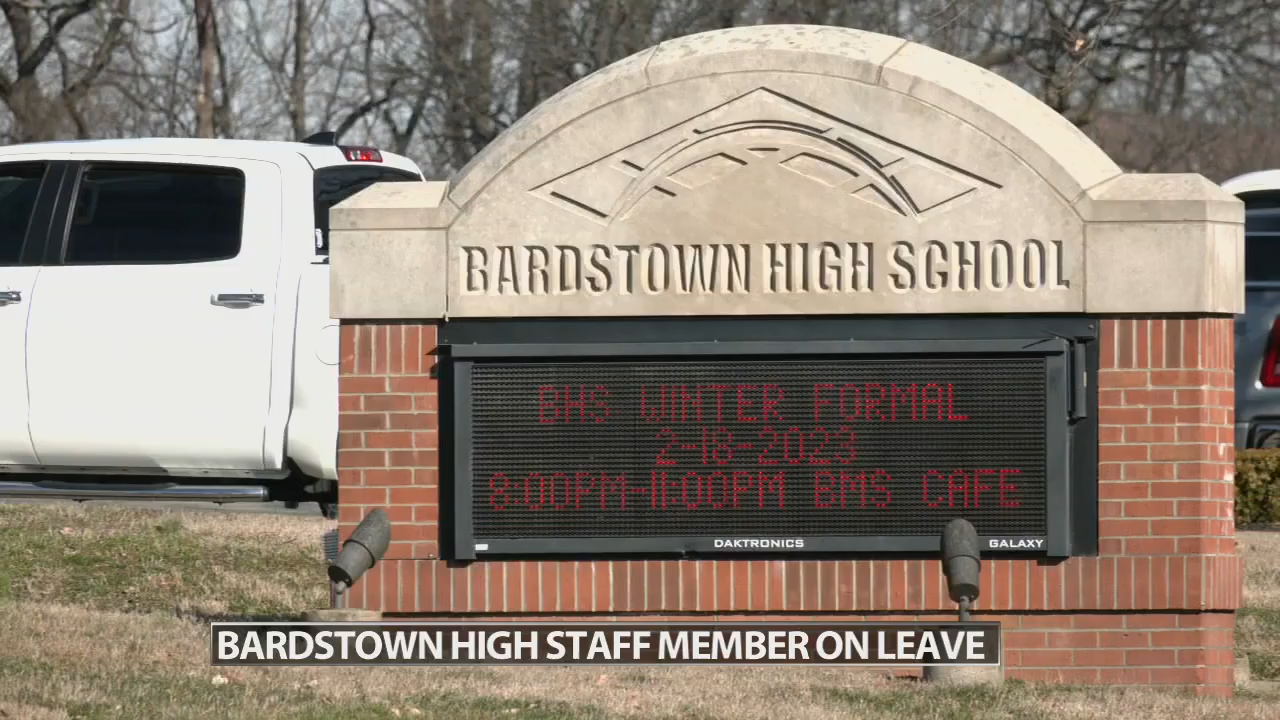 BARDSTOWN HIGH SCHOOL
BHS WINTER FORMAL
2-18-2023
8:00PM-11:00PM BMS CAFE
DAKTRONICS GALAXY
BARDSTOWN HIGH STAFF MEMBER ON LEAVE